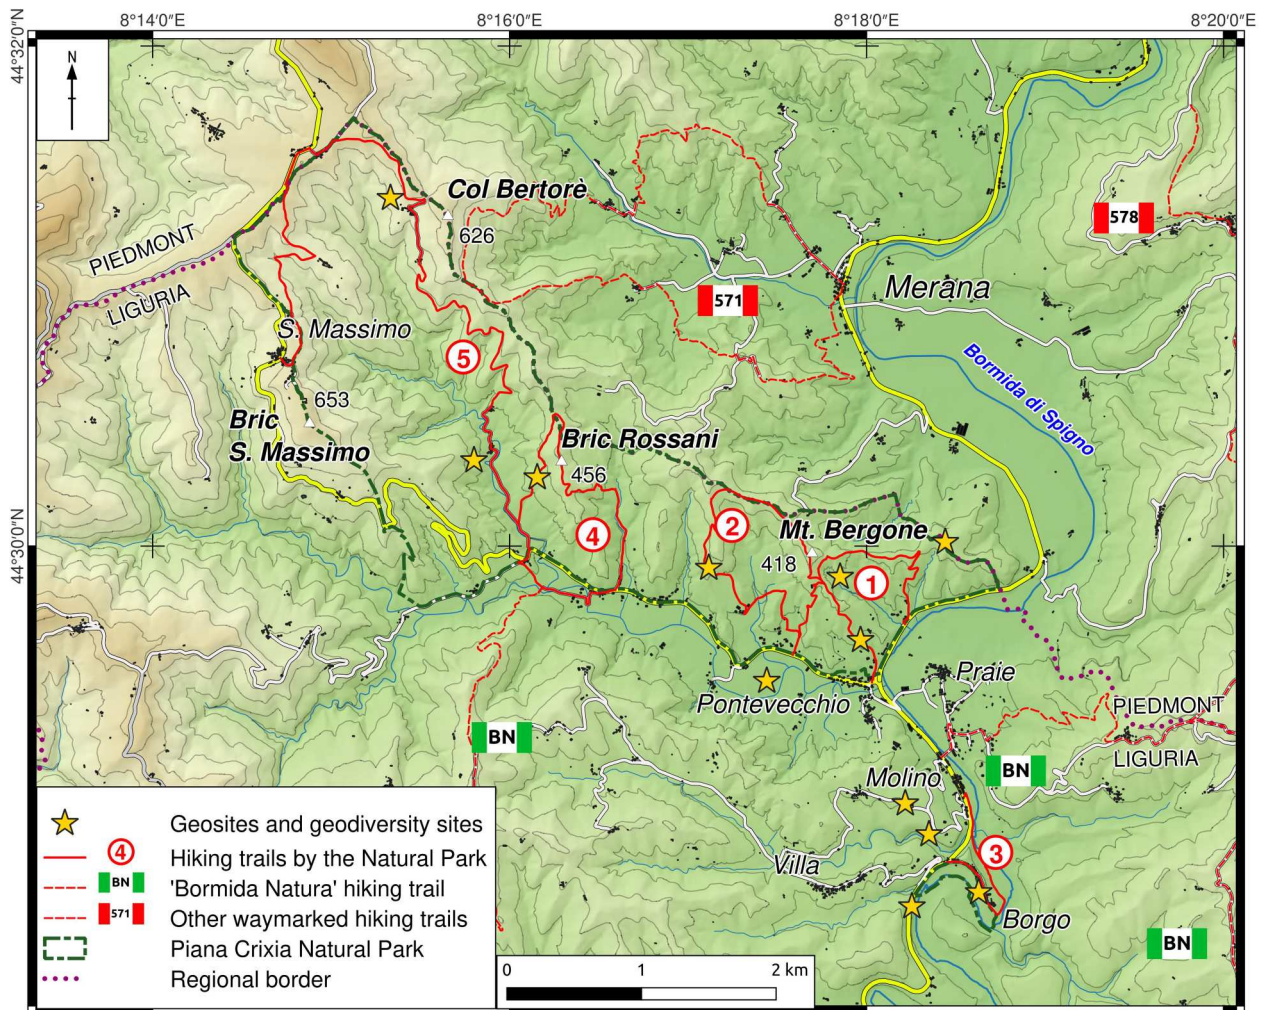 8°14'0"E
8°16'0"E
8°18'0"E
8°20'0"E
44°32'0"N
N
Col Bertorè
626
578
PIEDMONT
LIGURIA
571
Merana
S. Massimo
5
Bormida di Spigno
653
Bric
S. Massimo
Bric Rossani
456
44°30'0"N
4
2
Mt. Bergone
418
1
Praie
Pontevecchio
PIEDMONT
LIGURIA
BN
BN
Molino
Villa
3
Borgo
BN
Geosites and geodiversity sites
4 Hiking trails by the Natural Park
BN 'Bormida Natura' hiking trail
571 Other waymarked hiking trails
Piana Crixia Natural Park
Regional border
0 1 2 km